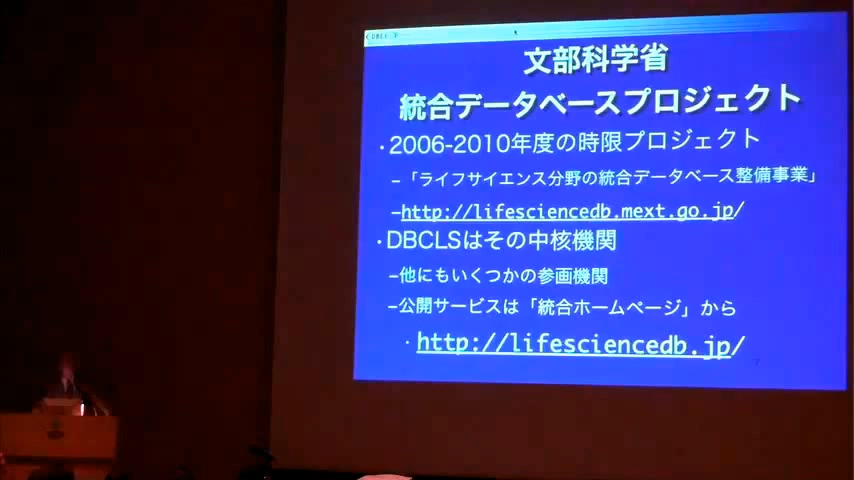 文部科学省
統合データベースプロジェクト
・2006-2010年度の時限プロジェクト
–「ライフサイエンス分野の統合データベース整備事業」
–http://lifesciencedb.mext.go.jp/
・DBCLSはその中核機関
–他にもいくつかの参画機関
–公開サービスは「統合ホームページ」から
・http://lifesciencedb.jp/
7